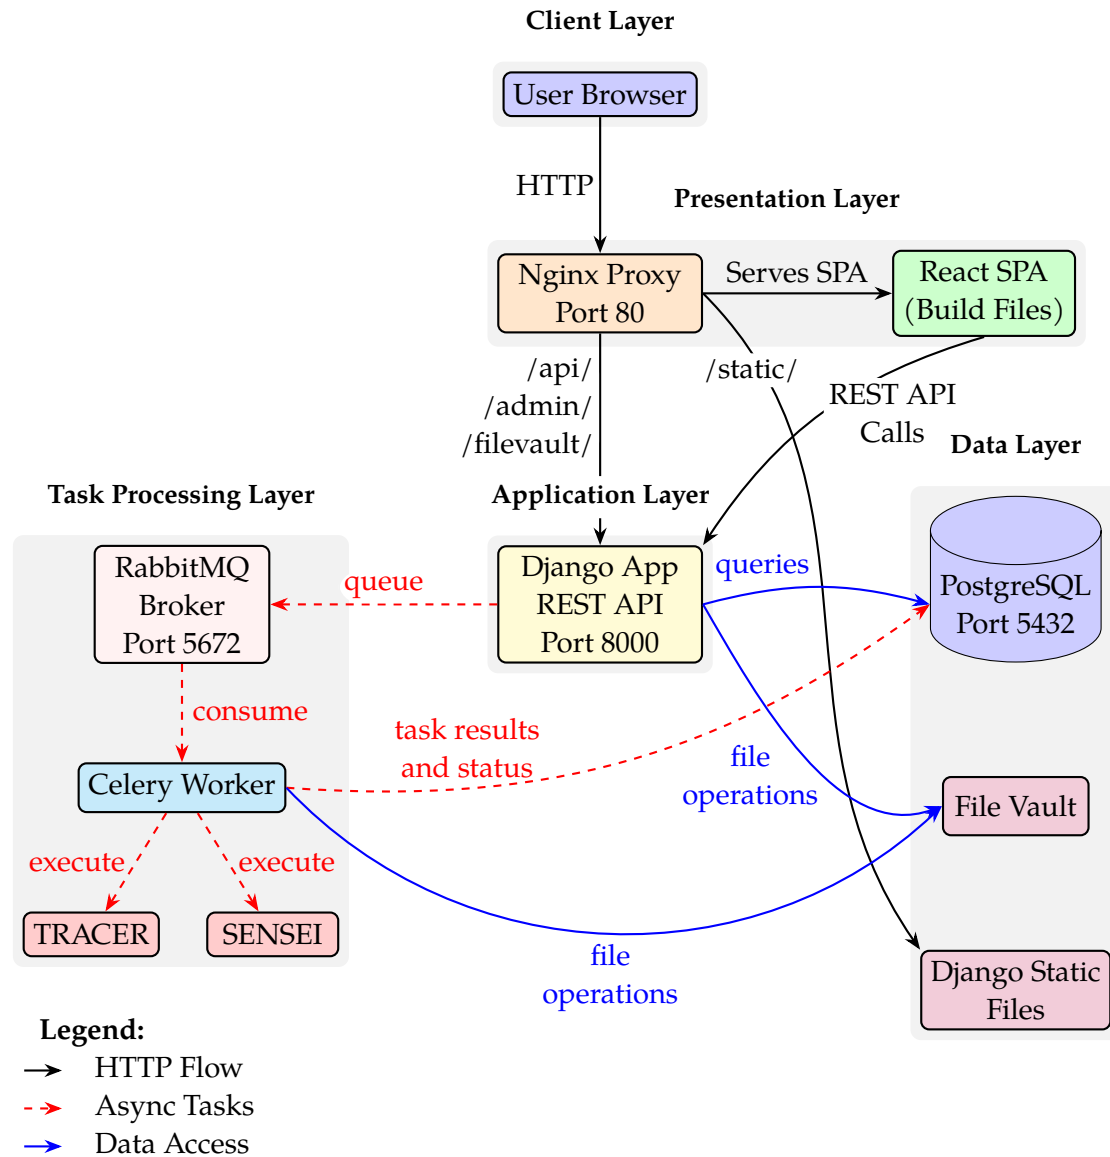 Client Layer
User Browser
HTTP
Presentation Layer
Nginx Proxy
Port 80
Serves SPA
React SPA
(Build Files)
/api/
/admin/
/filevault/
/static/
REST API
Calls
Data Layer
Task Processing Layer
Application Layer
RabbitMQ
Broker
Port 5672
queue
Django App
REST API
Port 8000
queries
PostgreSQL
Port 5432
consume
task results
and status
file
operations
Celery Worker
File Vault
execute
execute
TRACER
SENSEI
file
operations
Django Static
Files
Legend:
HTTP Flow
Async Tasks
Data Access